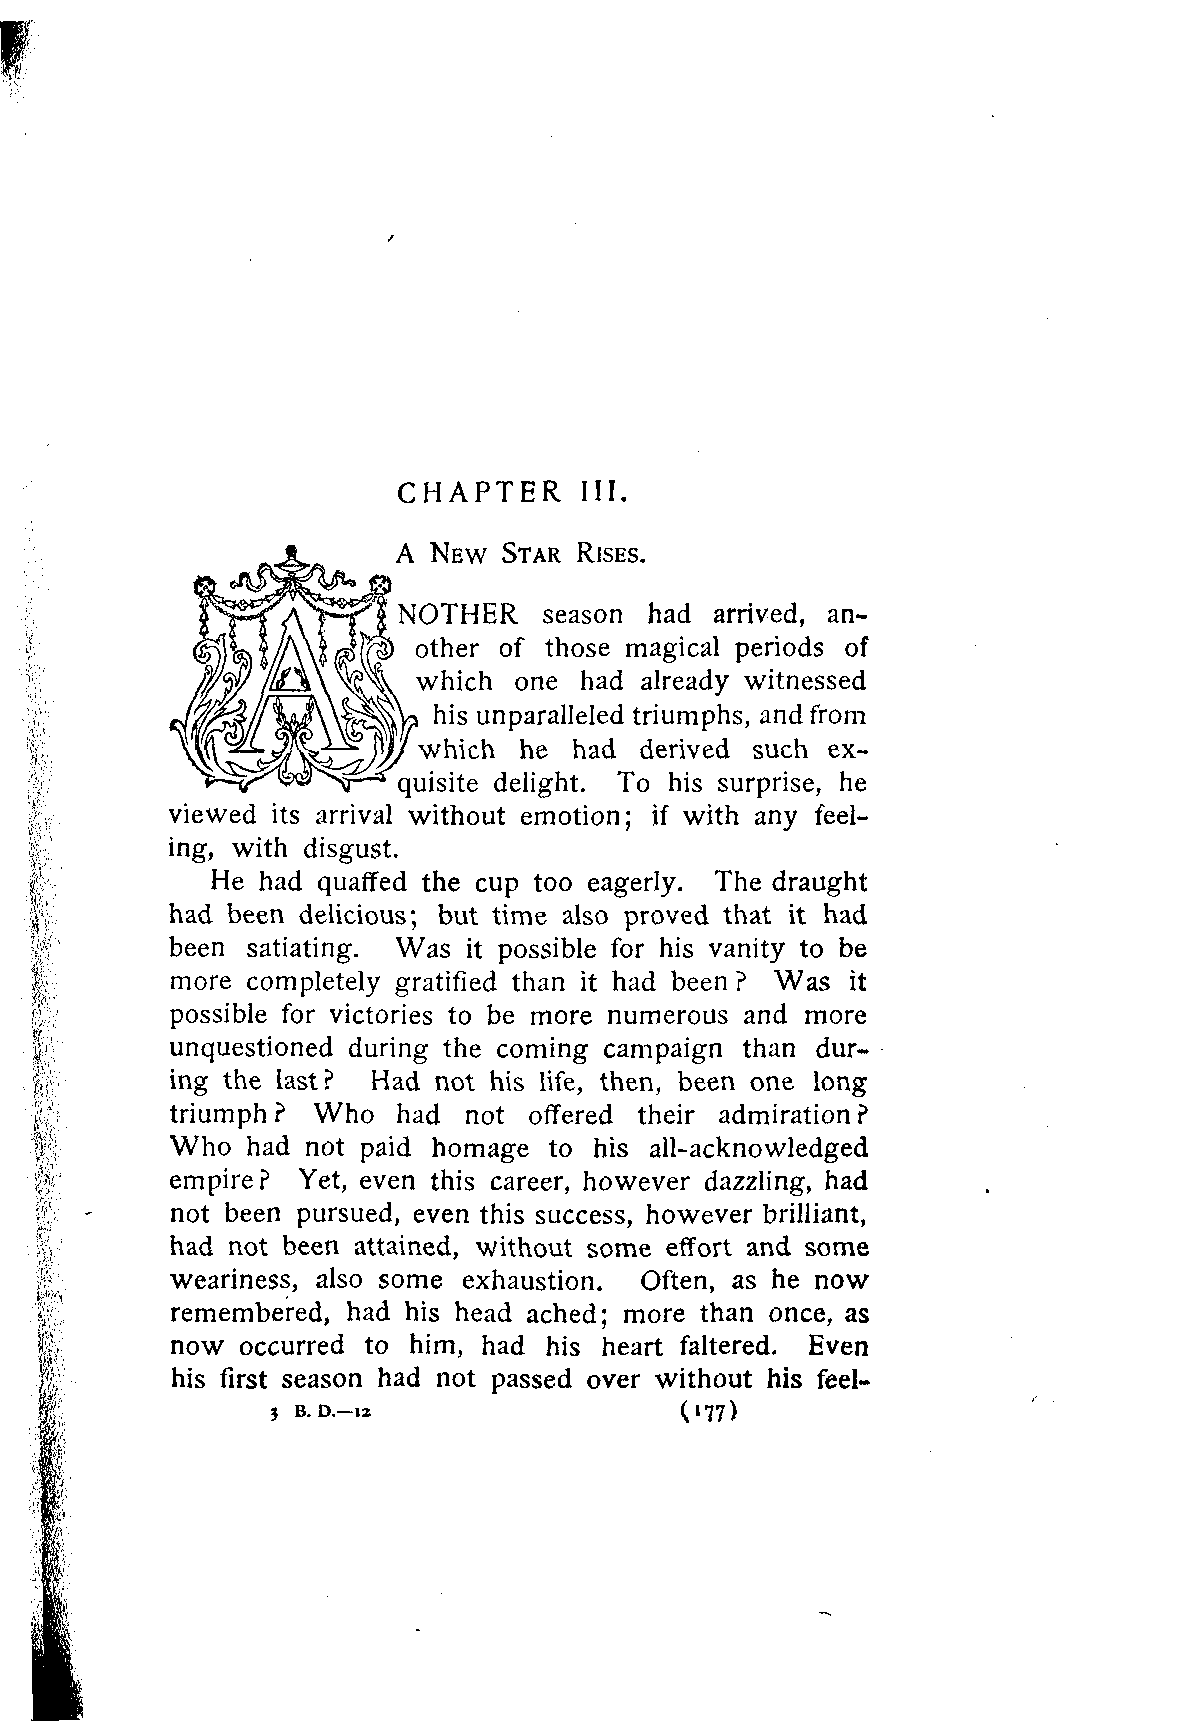 CHAPTER III.
A NEW STAR RISES.
ANOTHER season had arrived, an-
other of those magical periods of
which one had already witnessed
his unparalleled triumphs, and from
which he had derived such ex-
quisite delight. To his surprise, he
viewed its arrival without emotion; if with any feel-
ing, with disgust.
He had quaffed the cup too eagerly. The draught
had been delicious; but time also proved that it had
been satiating. Was it possible for his vanity to be
more completely gratified than it had been? Was it
possible for victories to be more numerous and more
unquestioned during the coming campaign than dur-
ing the last? Had not his life, then, been one long
triumph? Who had not offered their admiration?
Who had not paid homage to his all-acknowledged
empire? Yet, even this career, however dazzling, had
not been pursued, even this success, however brilliant,
had not been attained, without some effort and some
weariness, also some exhaustion. Often, as he now
remembered, had his head ached; more than once, as
now occurred to him, had his heart faltered. Even
his first season had not passed over without his feel-
3 B. D.—12 (177)